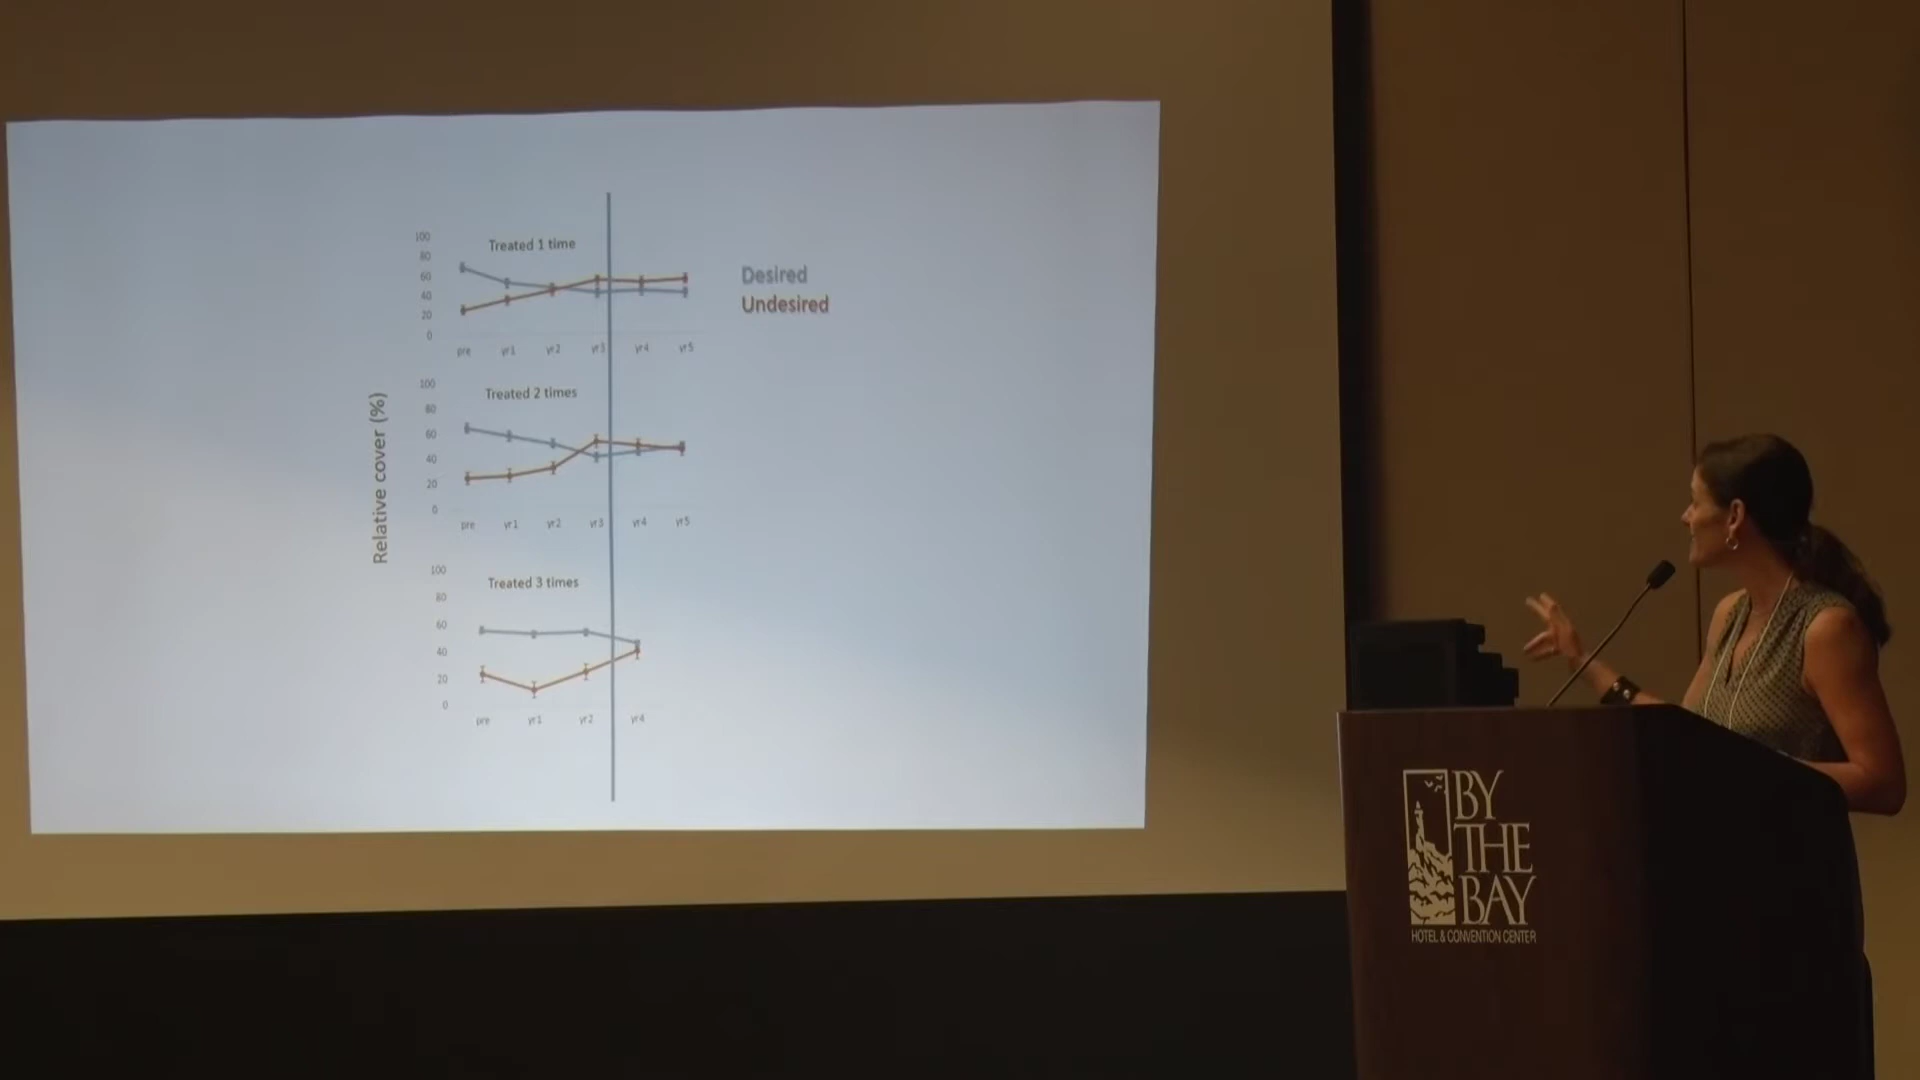 100
Treated 1 time
80
60
40
20
0
pre yr1 yr2 yr3 yr4 yr5
Desired
Undesired
Relative cover (%)
100
Treated 2 times
80
60
40
20
0
pre yr1 yr2 yr3 yr4 yr5
100
Treated 3 times
80
60
40
20
0
pre yr1 yr2 yr4
BY
THE
BAY
HOTEL & CONVENTION CENTER